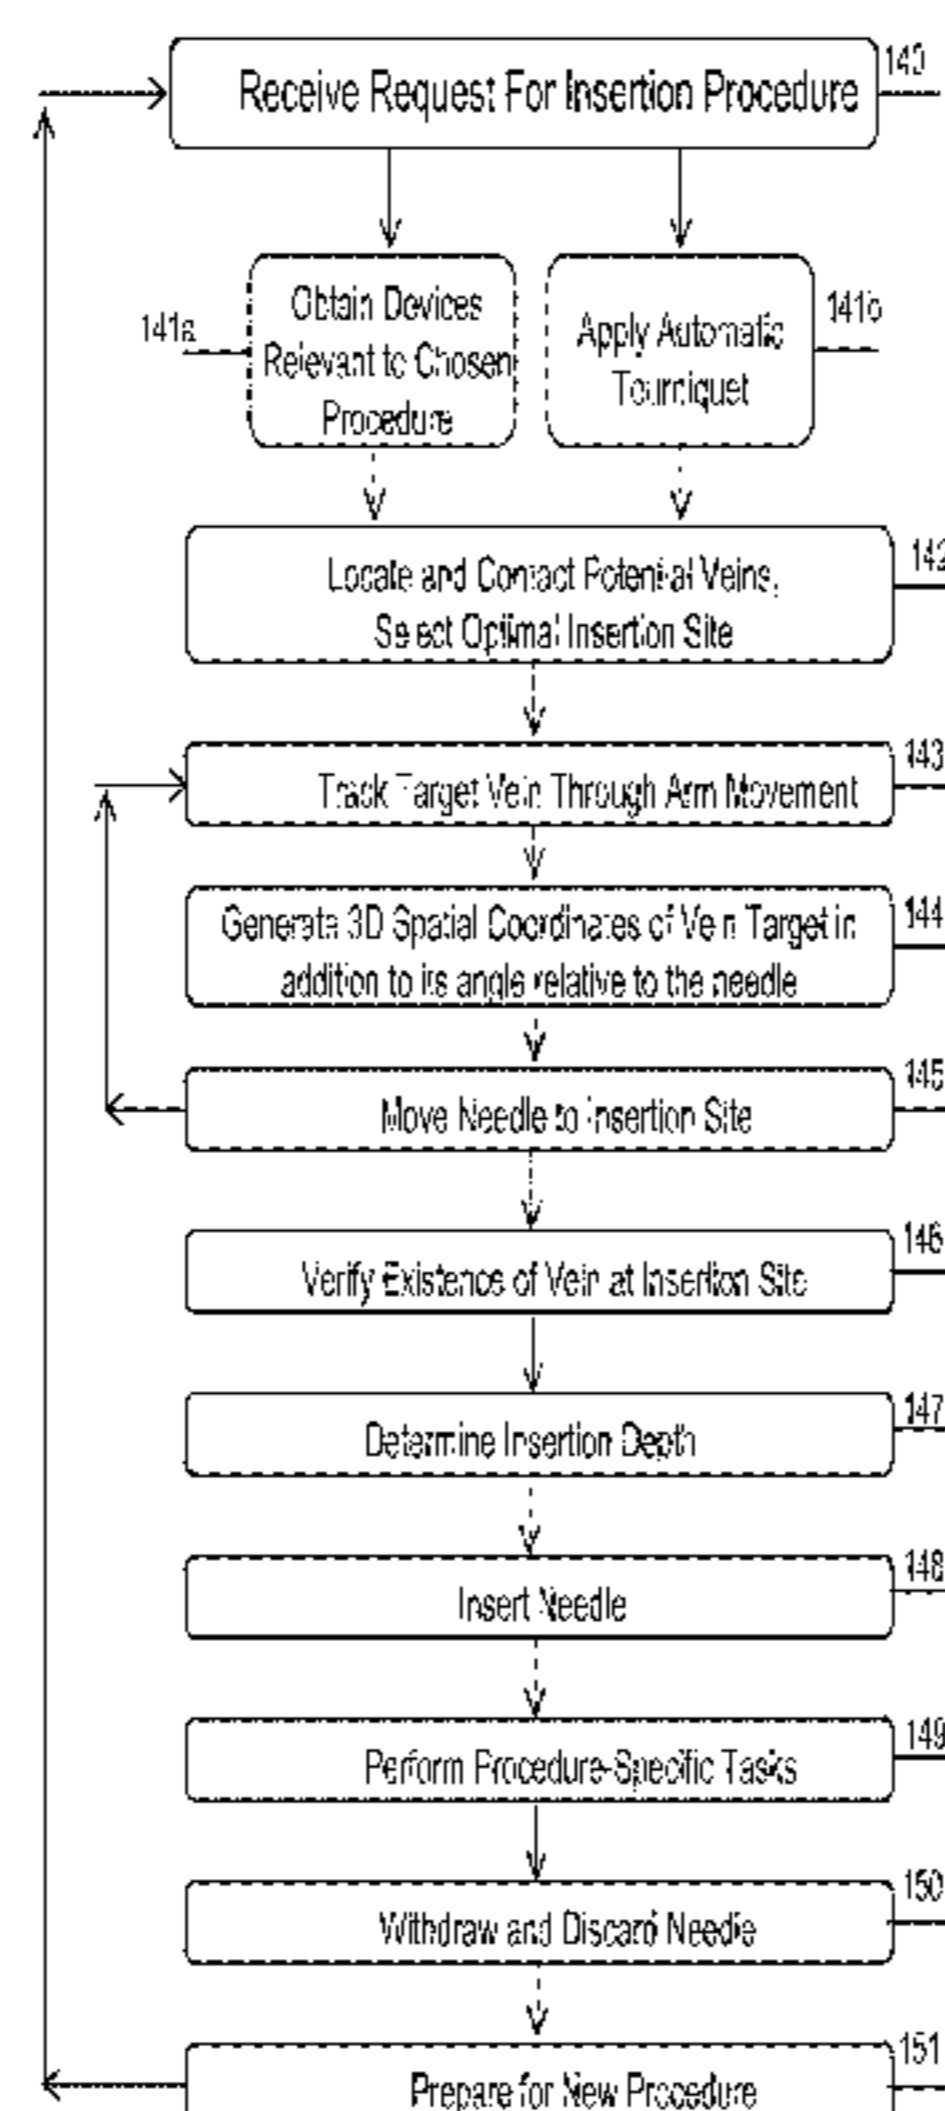 Receive Request For Insertion Procedure
140
Obtain Devices
Relevant to Chosen
Procedure
141a
Apply Automatic
Tourniquet
141b
Locate and Contact Potential Veins,
Select Optimal Insertion Site
142
Track Target Vein Through Arm Movement
143
Generate 3D Spatial Coordinates of Vein Target in
addition to its angle relative to the needle
144
Move Needle to Insertion Site
145
Verify Existence of Vein at Insertion Site
146
Determine Insertion Depth
147
Insert Needle
148
Perform Procedure-Specific Tasks
149
Withdraw and Discard Needle
150
Prepare for New Procedure
151